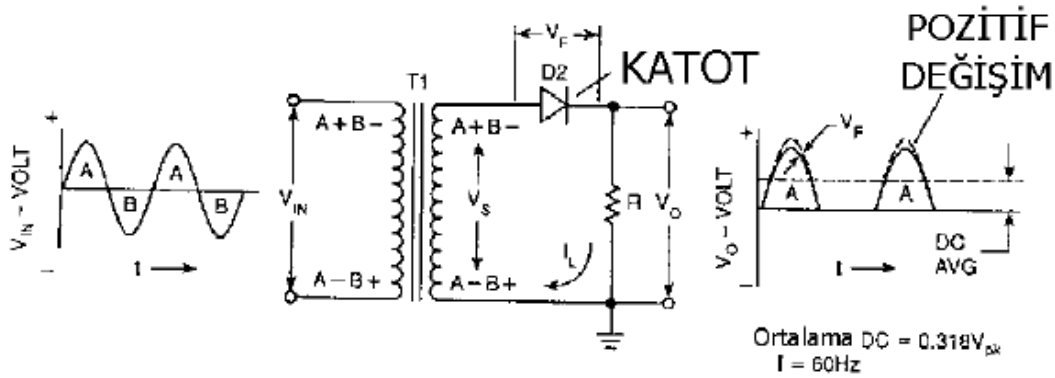 V_IN - VOLT
+
A
A
B
B
−
t
V_IN
A+B-
A-B+
T1
A+B-
V_S
A-B+
V_F
D2
KATOT
I_L
R
V_O
POZİTİF
DEĞİŞİM
V_O - VOLT
+
V_F
A
A
−
t
DC
AVG
Ortalama DC = 0.318V_pk
f = 60Hz